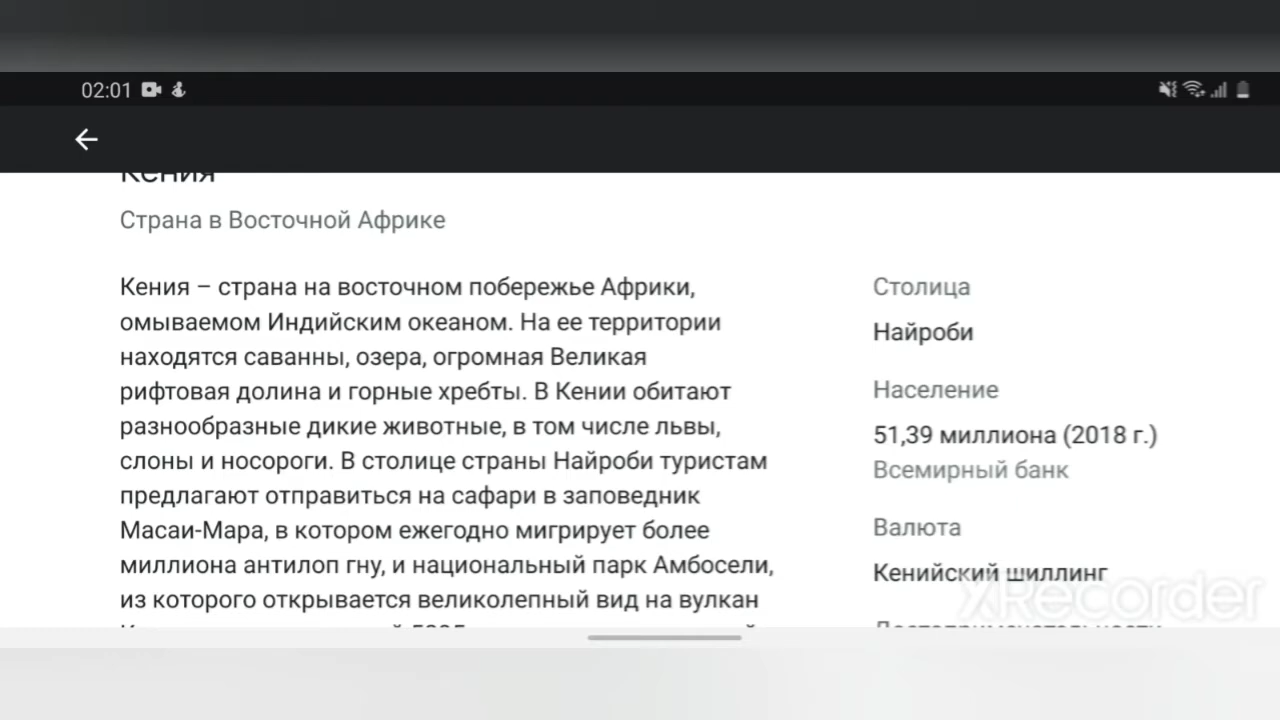 02:01
Кения
Страна в Восточной Африке
Кения – страна на восточном побережье Африки,
омываемом Индийским океаном. На ее территории
находятся саванны, озера, огромная Великая
рифтовая долина и горные хребты. В Кении обитают
разнообразные дикие животные, в том числе львы,
слоны и носороги. В столице страны Найроби туристам
предлагают отправиться на сафари в заповедник
Масаи-Мара, в котором ежегодно мигрирует более
миллиона антилоп гну, и национальный парк Амбосели,
из которого открывается великолепный вид на вулкан
Столица
Найроби
Население
51,39 миллиона (2018 г.)
Всемирный банк
Валюта
Кенийский шиллинг
Достопримечательности
XRecorder